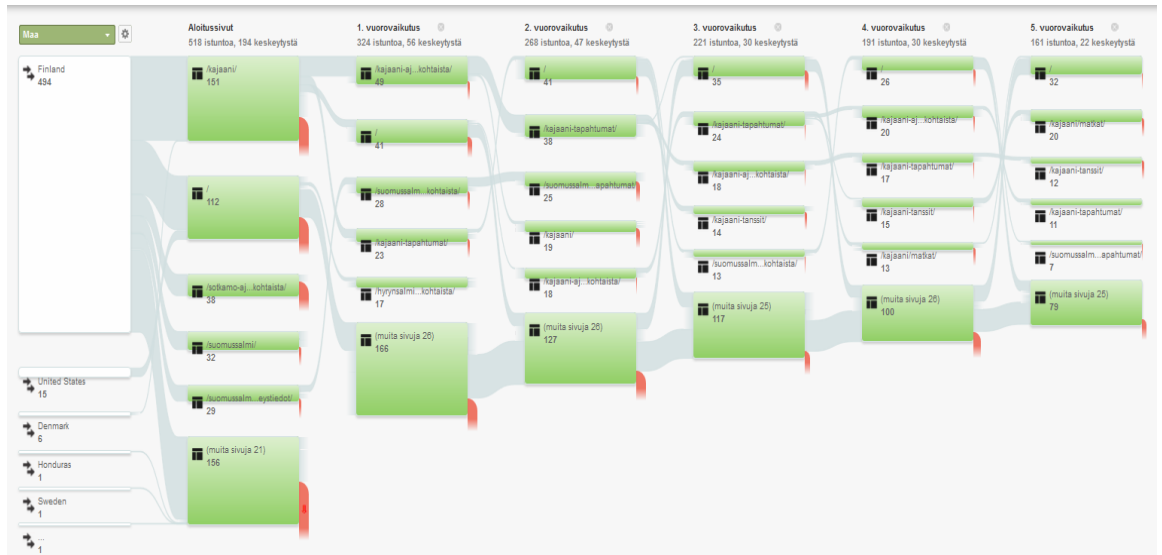 Maa
Finland
494
United States
15
Denmark
6
Honduras
1
Sweden
1
...
1
Aloitussivut
518 istuntoa, 194 keskeytystä
/kajaani/
151
/
112
/sotkamo-aj...kohtaista/
38
/suomussalmi/
32
/suomussalm...eystiedot/
29
(muita sivuja 21)
156
1. vuorovaikutus
324 istuntoa, 56 keskeytystä
/kajaani-aj...kohtaista/
49
/
41
/suomussalm...kohtaista/
28
/kajaani-tapahtumat/
23
/hyrynsalmi...kohtaista/
17
(muita sivuja 26)
166
2. vuorovaikutus
268 istuntoa, 47 keskeytystä
/
41
/kajaani-tapahtumat/
38
/suomussalm...apahtumat/
25
/kajaani/
19
/kajaani-aj...kohtaista/
18
(muita sivuja 26)
127
3. vuorovaikutus
221 istuntoa, 30 keskeytystä
/
35
/kajaani-tapahtumat/
24
/kajaani-aj...kohtaista/
18
/kajaani-tanssit/
14
/suomussalm...kohtaista/
13
(muita sivuja 25)
117
4. vuorovaikutus
191 istuntoa, 30 keskeytystä
/
26
/kajaani-aj...kohtaista/
20
/kajaani-tapahtumat/
17
/kajaani-tanssit/
15
/kajaani/matkat/
13
(muita sivuja 26)
100
5. vuorovaikutus
161 istuntoa, 22 keskeytystä
/
32
/kajaani/matkat/
20
/kajaani-tanssit/
12
/kajaani-tapahtumat/
11
/suomussalm...apahtumat/
7
(muita sivuja 25)
79